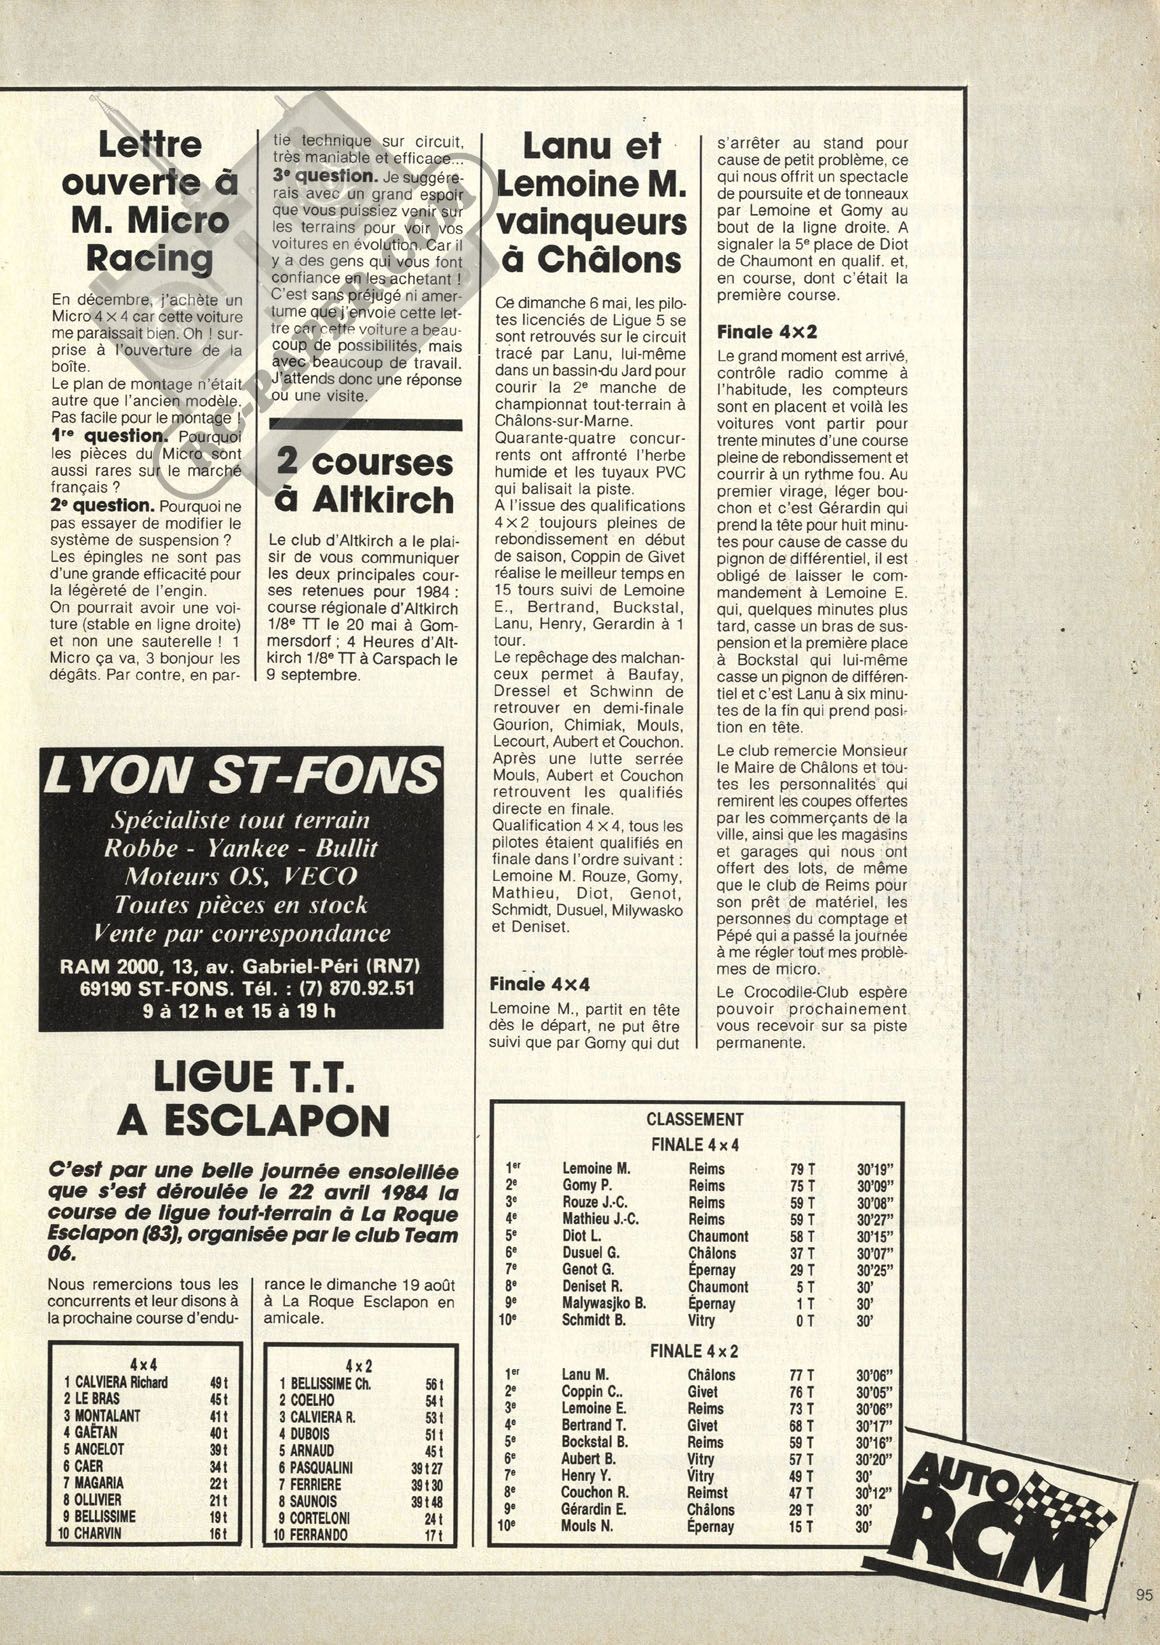 Lettre
ouverte à
M. Micro
Racing
En décembre, j'achète un
Micro 4 × 4 car cette voiture
me paraissait bien. Oh ! sur-
prise à l'ouverture de la
boîte.
Le plan de montage n'était
autre que l'ancien modèle.
Pas facile pour le montage !
1re question. Pourquoi
les pièces du Micro sont
aussi rares sur le marché
français ?
2e question. Pourquoi ne
pas essayer de modifier le
système de suspension ?
Les épingles ne sont pas
d'une grande efficacité pour
la légèreté de l'engin.
On pourrait avoir une voi-
ture (stable en ligne droite)
et non une sauterelle ! 1
Micro ça va, 3 bonjour les
dégâts. Par contre, en par-
tie technique sur circuit,
très maniable et efficace...
3e question. Je suggére-
rais avec un grand espoir
que vous puissiez venir sur
les terrains pour voir vos
voitures en évolution. Car il
y a des gens qui vous font
confiance en les achetant !
C'est sans préjugé ni amer-
tume que j'envoie cette let-
tre car cette voiture a beau-
coup de possibilités, mais
avec beaucoup de travail.
J'attends donc une réponse
ou une visite.
RC-PAPER.COM
2 courses
à Altkirch
Le club d'Altkirch a le plai-
sir de vous communiquer
les deux principales cour-
ses retenues pour 1984 :
course régionale d'Altkirch
1/8e TT le 20 mai à Gom-
mersdorf ; 4 Heures d'Alt-
kirch 1/8e TT à Carspach le
9 septembre.
LYON ST-FONS
Spécialiste tout terrain
Robbe - Yankee - Bullit
Moteurs OS, VECO
Toutes pièces en stock
Vente par correspondance
RAM 2000, 13, av. Gabriel-Péri (RN7)
69190 ST-FONS. Tél. : (7) 870.92.51
9 à 12 h et 15 à 19 h
LIGUE T.T.
A ESCLAPON
C'est par une belle journée ensoleillée
que s'est déroulée le 22 avril 1984 la
course de ligue tout-terrain à La Roque
Esclapon (83), organisée par le club Team
06.
Nous remercions tous les
concurrents et leur disons à
la prochaine course d'endu-
rance le dimanche 19 août
à La Roque Esclapon en
amicale.
4×4
1 CALVIERA Richard 49 t
2 LE BRAS 45 t
3 MONTALANT 41 t
4 GAËTAN 40 t
5 ANCELOT 39 t
6 CAER 34 t
7 MAGARIA 22 t
8 OLLIVIER 21 t
9 BELLISSIME 19 t
10 CHARVIN 16 t
4×2
1 BELLISSIME Ch. 56 t
2 COELHO 54 t
3 CALVIERA R. 53 t
4 DUBOIS 51 t
5 ARNAUD 45 t
6 PASQUALINI 39 t 27
7 FERRIERE 39 t 30
8 SAUNOIS 39 t 48
9 CORTELONI 24 t
10 FERRANDO 17 t
Lanu et
Lemoine M.
vainqueurs
à Châlons
Ce dimanche 6 mai, les pilo-
tes licenciés de Ligue 5 se
sont retrouvés sur le circuit
tracé par Lanu, lui-même
dans un bassin du Jard pour
courir la 2e manche de
championnat tout-terrain à
Châlons-sur-Marne.
Quarante-quatre concur-
rents ont affronté l'herbe
humide et les tuyaux PVC
qui balisait la piste.
A l'issue des qualifications
4×2 toujours pleines de
rebondissement en début
de saison, Coppin de Givet
réalise le meilleur temps en
15 tours suivi de Lemoine
E., Bertrand, Buckstal,
Lanu, Henry, Gerardin à 1
tour.
Le repêchage des malchan-
ceux permet à Baufay,
Dressel et Schwinn de
retrouver en demi-finale
Gourion, Chimiak, Mouls,
Lecourt, Aubert et Couchon.
Après une lutte serrée
Mouls, Aubert et Couchon
retrouvent les qualifiés
directe en finale.
Qualification 4 × 4, tous les
pilotes étaient qualifiés en
finale dans l'ordre suivant :
Lemoine M. Rouze, Gomy,
Mathieu, Diot, Genot,
Schmidt, Dusuel, Milywasko
et Deniset.
Finale 4×4
Lemoine M., partit en tête
dès le départ, ne put être
suivi que par Gomy qui dut
s'arrêter au stand pour
cause de petit problème, ce
qui nous offrit un spectacle
de poursuite et de tonneaux
par Lemoine et Gomy au
bout de la ligne droite. A
signaler la 5e place de Diot
de Chaumont en qualif. et,
en course, dont c'était la
première course.
Finale 4×2
Le grand moment est arrivé,
contrôle radio comme à
l'habitude, les compteurs
sont en placent et voilà les
voitures vont partir pour
trente minutes d'une course
pleine de rebondissement et
courrir à un rythme fou. Au
premier virage, léger bou-
chon et c'est Gérardin qui
prend la tête pour huit minu-
tes pour cause de casse du
pignon de différentiel, il est
obligé de laisser le com-
mandement à Lemoine E.
qui, quelques minutes plus
tard, casse un bras de sus-
pension et la première place
à Bockstal qui lui-même
casse un pignon de différen-
tiel et c'est Lanu à six minu-
tes de la fin qui prend posi-
tion en tête.
Le club remercie Monsieur
le Maire de Châlons et tou-
tes les personnalités qui
remirent les coupes offertes
par les commerçants de la
ville, ainsi que les magasins
et garages qui nous ont
offert des lots, de même
que le club de Reims pour
son prêt de matériel, les
personnes du comptage et
Pépé qui a passé la journée
à me régler tout mes problè-
mes de micro.
Le Crocodile-Club espère
pouvoir prochainement
vous recevoir sur sa piste
permanente.
CLASSEMENT
FINALE 4×4
1er Lemoine M. Reims 79 T 30'19"
2e Gomy P. Reims 75 T 30'09"
3e Rouze J.-C. Reims 59 T 30'08"
4e Mathieu J.-C. Reims 59 T 30'27"
5e Diot L. Chaumont 58 T 30'15"
6e Dusuel G. Châlons 37 T 30'07"
7e Genot G. Épernay 29 T 30'25"
8e Deniset R. Chaumont 5 T 30'
9e Malywasjko B. Épernay 1 T 30'
10e Schmidt B. Vitry 0 T 30'
FINALE 4×2
1er Lanu M. Châlons 77 T 30'06"
2e Coppin C.. Givet 76 T 30'05"
3e Lemoine E. Reims 73 T 30'06"
4e Bertrand T. Givet 68 T 30'17"
5e Bockstal B. Reims 59 T 30'16"
6e Aubert B. Vitry 57 T 30'20"
7e Henry Y. Vitry 49 T 30'
8e Couchon R. Reimst 47 T 30'12"
9e Gérardin E. Châlons 29 T 30'
10e Mouls N. Épernay 15 T 30'
AUTO
RCM
95